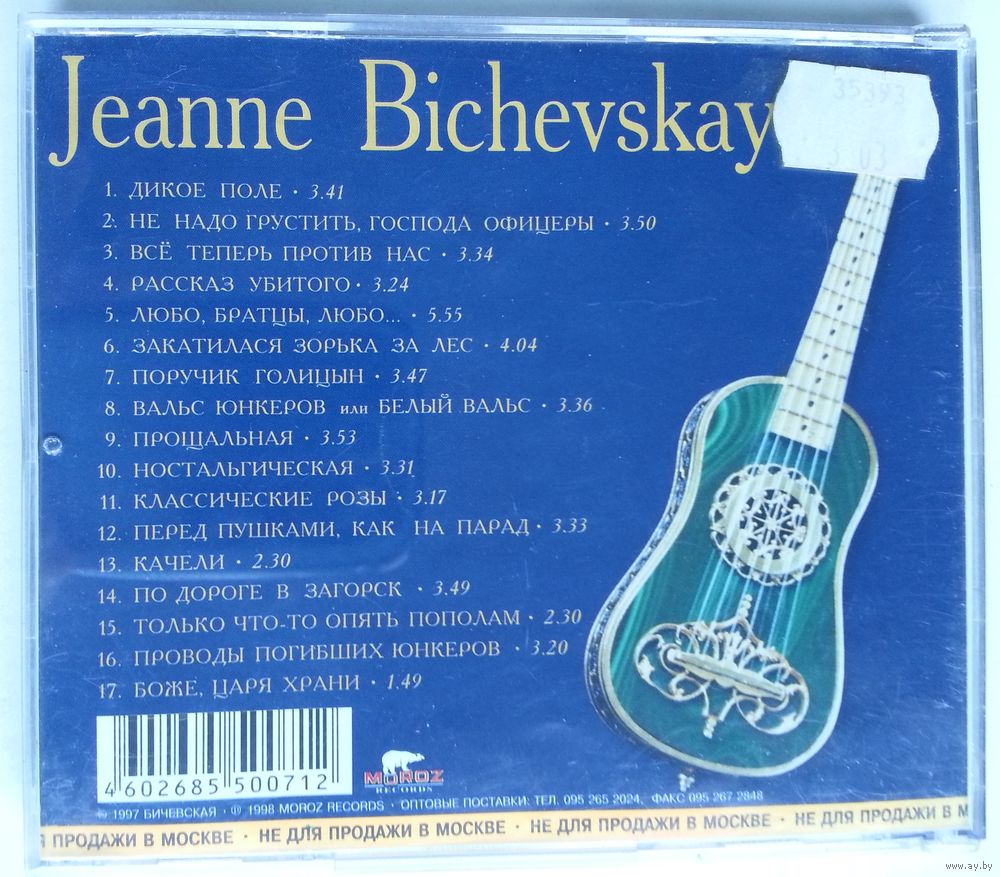 Jeanne Bichevskay
35393
3 03
1. ДИКОЕ ПОЛЕ · 3.41
2. НЕ НАДО ГРУСТИТЬ, ГОСПОДА ОФИЦЕРЫ · 3.50
3. ВСЁ ТЕПЕРЬ ПРОТИВ НАС · 3.34
4. РАССКАЗ УБИТОГО · 3.24
5. ЛЮБО, БРАТЦЫ, ЛЮБО... · 5.55
6. ЗАКАТИЛАСЯ ЗОРЬКА ЗА ЛЕС · 4.04
7. ПОРУЧИК ГОЛИЦЫН · 3.47
8. ВАЛЬС ЮНКЕРОВ или БЕЛЫЙ ВАЛЬС · 3.36
9. ПРОЩАЛЬНАЯ · 3.53
10. НОСТАЛЬГИЧЕСКАЯ · 3.31
11. КЛАССИЧЕСКИЕ РОЗЫ · 3.17
12. ПЕРЕД ПУШКАМИ, КАК НА ПАРАД · 3.33
13. КАЧЕЛИ · 2.30
14. ПО ДОРОГЕ В ЗАГОРСК · 3.49
15. ТОЛЬКО ЧТО-ТО ОПЯТЬ ПОПОЛАМ · 2.30
16. ПРОВОДЫ ПОГИБШИХ ЮНКЕРОВ · 3.20
17. БОЖЕ, ЦАРЯ ХРАНИ · 1.49
4 602685 500712
MOROZ
RECORDS
© 1997 БИЧЕВСКАЯ · ℗ 1998 MOROZ RECORDS · ОПТОВЫЕ ПОСТАВКИ: ТЕЛ. 095 265 2024, ФАКС 095 267 2848
Я ПРОДАЖИ В МОСКВЕ · НЕ ДЛЯ ПРОДАЖИ В МОСКВЕ · НЕ ДЛЯ ПРОДАЖИ В МОСКВЕ · НЕ ДЛЯ ПРОДАЖИ В М
www.ay.by